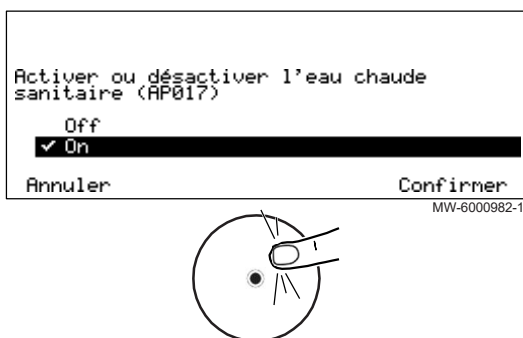 Activer ou désactiver l'eau chaude
sanitaire (AP017)
Off
✔ On
Annuler Confirmer
MW-6000982-1